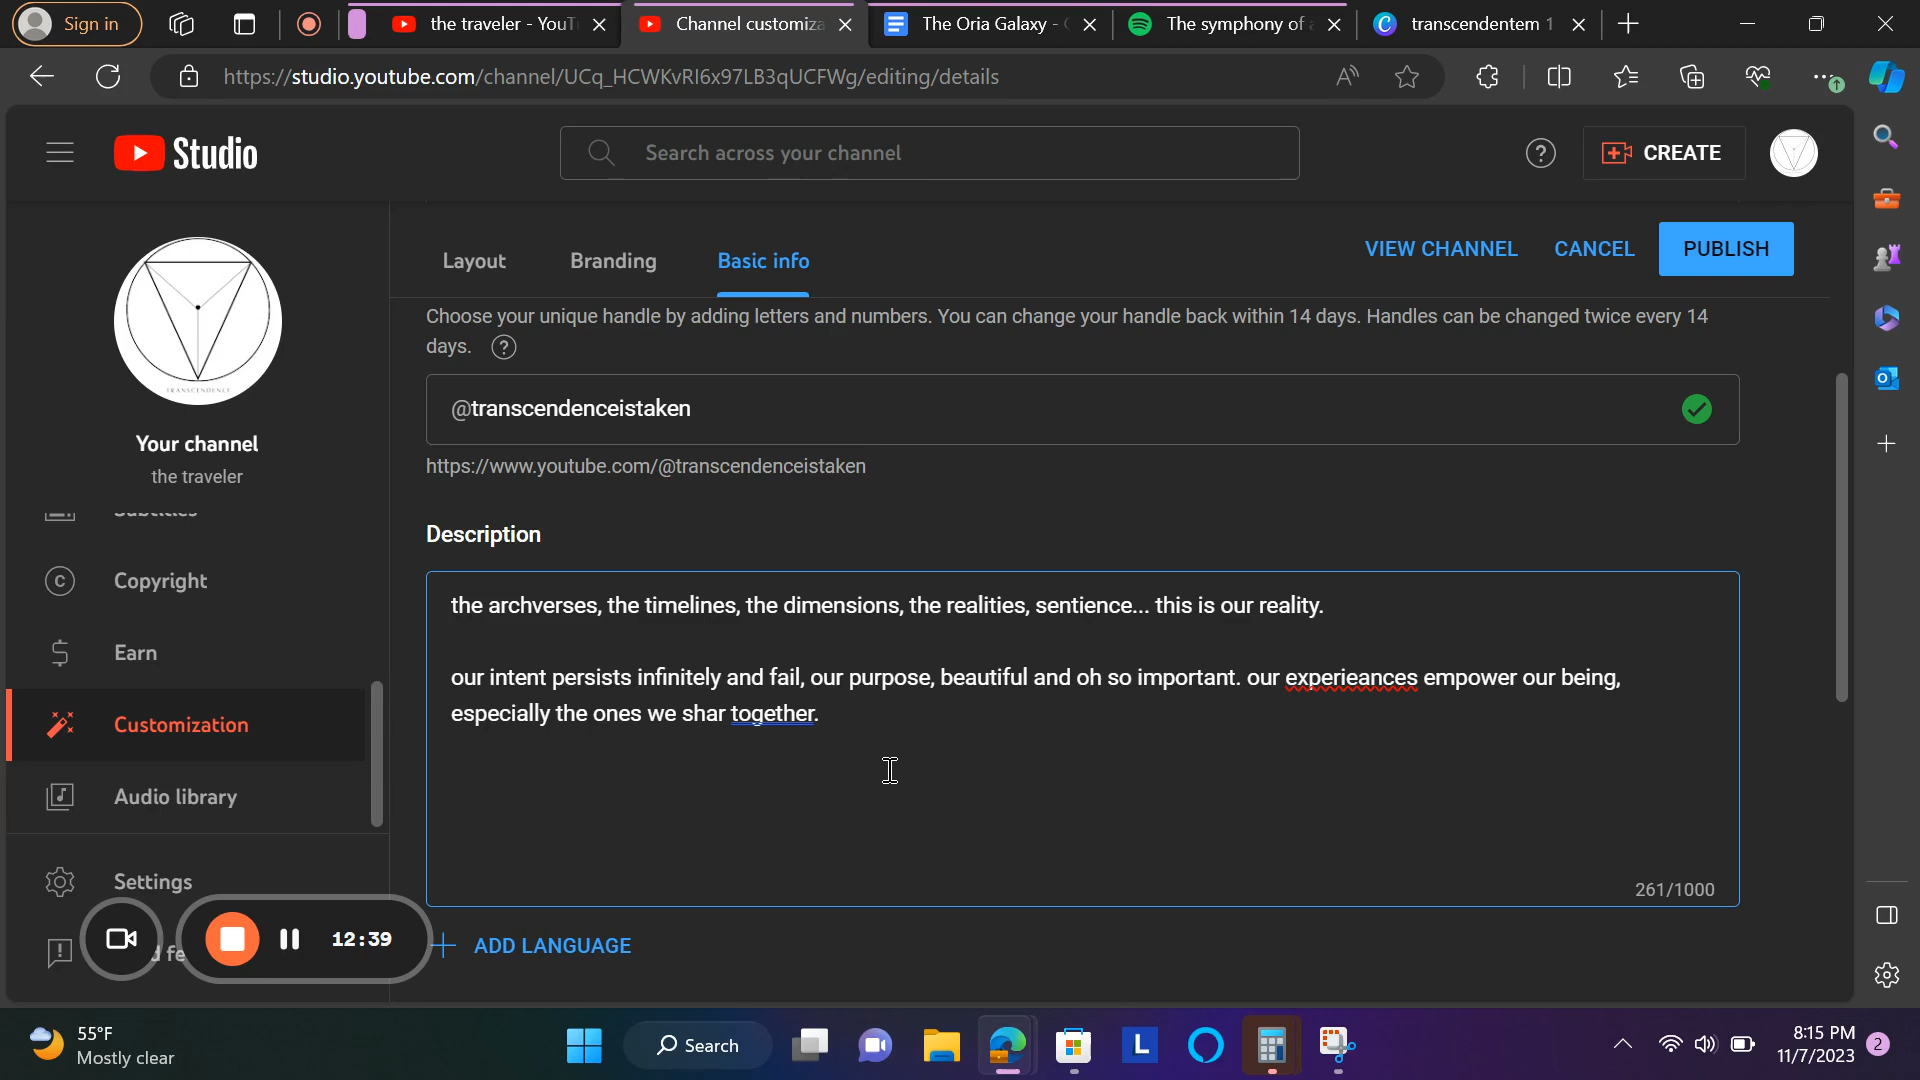 Sign in
the traveler - YouT
Channel customiza
The Oria Galaxy -
The symphony of
transcendentem 1
https://studio.youtube.com/channel/UCq_HCWKvRI6x97LB3qUCFWg/editing/details
Studio
Search across your channel
CREATE
TRANSCENDENCE
Your channel
the traveler
Copyright
Earn
Customization
Audio library
Settings
Layout
Branding
Basic info
VIEW CHANNEL
CANCEL
PUBLISH
Choose your unique handle by adding letters and numbers. You can change your handle back within 14 days. Handles can be changed twice every 14
days.
@transcendenceistaken
https://www.youtube.com/@transcendenceistaken
Description
the archverses, the timelines, the dimensions, the realities, sentience... this is our reality.
our intent persists infinitely and fail, our purpose, beautiful and oh so important. our experieances empower our being,
especially the ones we shar together.
261/1000
ADD LANGUAGE
12:39
55°F
Mostly clear
Search
L
8:15 PM
11/7/2023
2